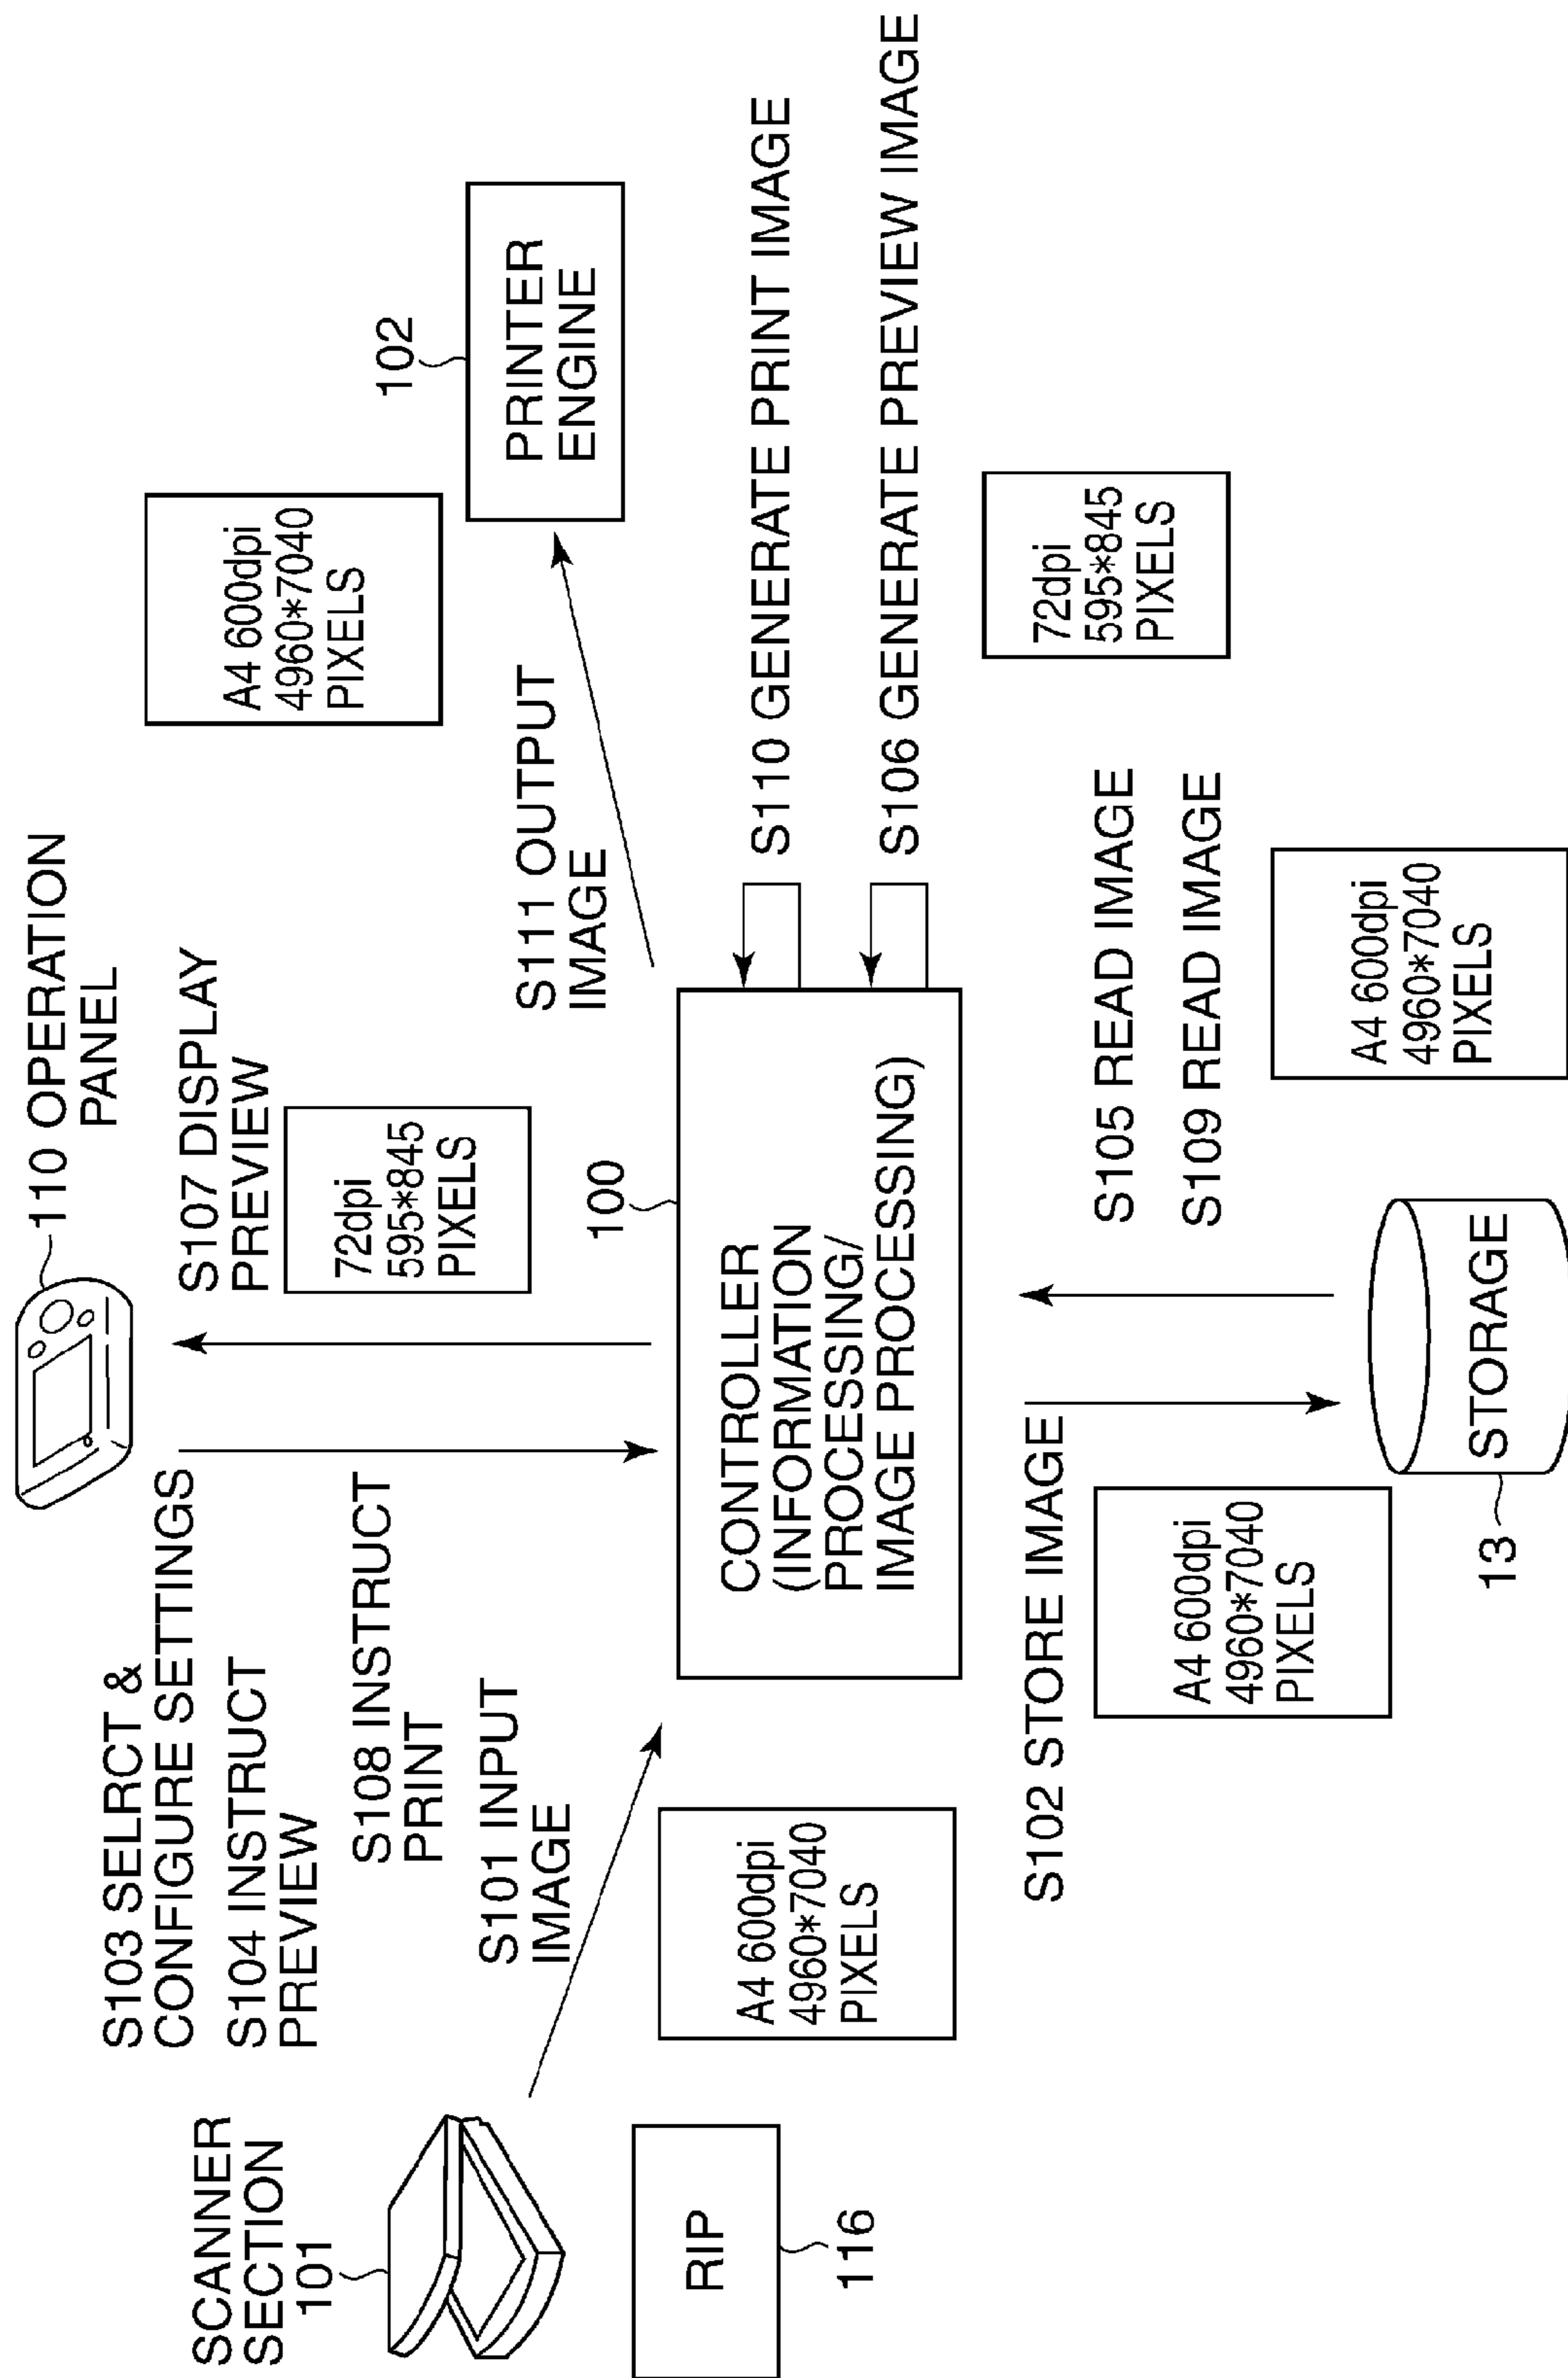 110 OPERATION
PANEL
S103 SELRCT &
CONFIGURE SETTINGS
S104 INSTRUCT
PREVIEW
S108 INSTRUCT
PRINT
S107 DISPLAY
PREVIEW
72dpi
595*845
PIXELS
SCANNER
SECTION
101
S101 INPUT
IMAGE
A4 600dpi
4960*7040
PIXELS
RIP
116
100
CONTROLLER
(INFORMATION
PROCESSING/
IMAGE PROCESSING)
S111 OUTPUT
IMAGE
A4 600dpi
4960*7040
PIXELS
102
PRINTER
ENGINE
S110 GENERATE PRINT IMAGE
S106 GENERATE PREVIEW IMAGE
72dpi
595*845
PIXELS
S102 STORE IMAGE
A4 600dpi
4960*7040
PIXELS
13
STORAGE
S105 READ IMAGE
S109 READ IMAGE
A4 600dpi
4960*7040
PIXELS